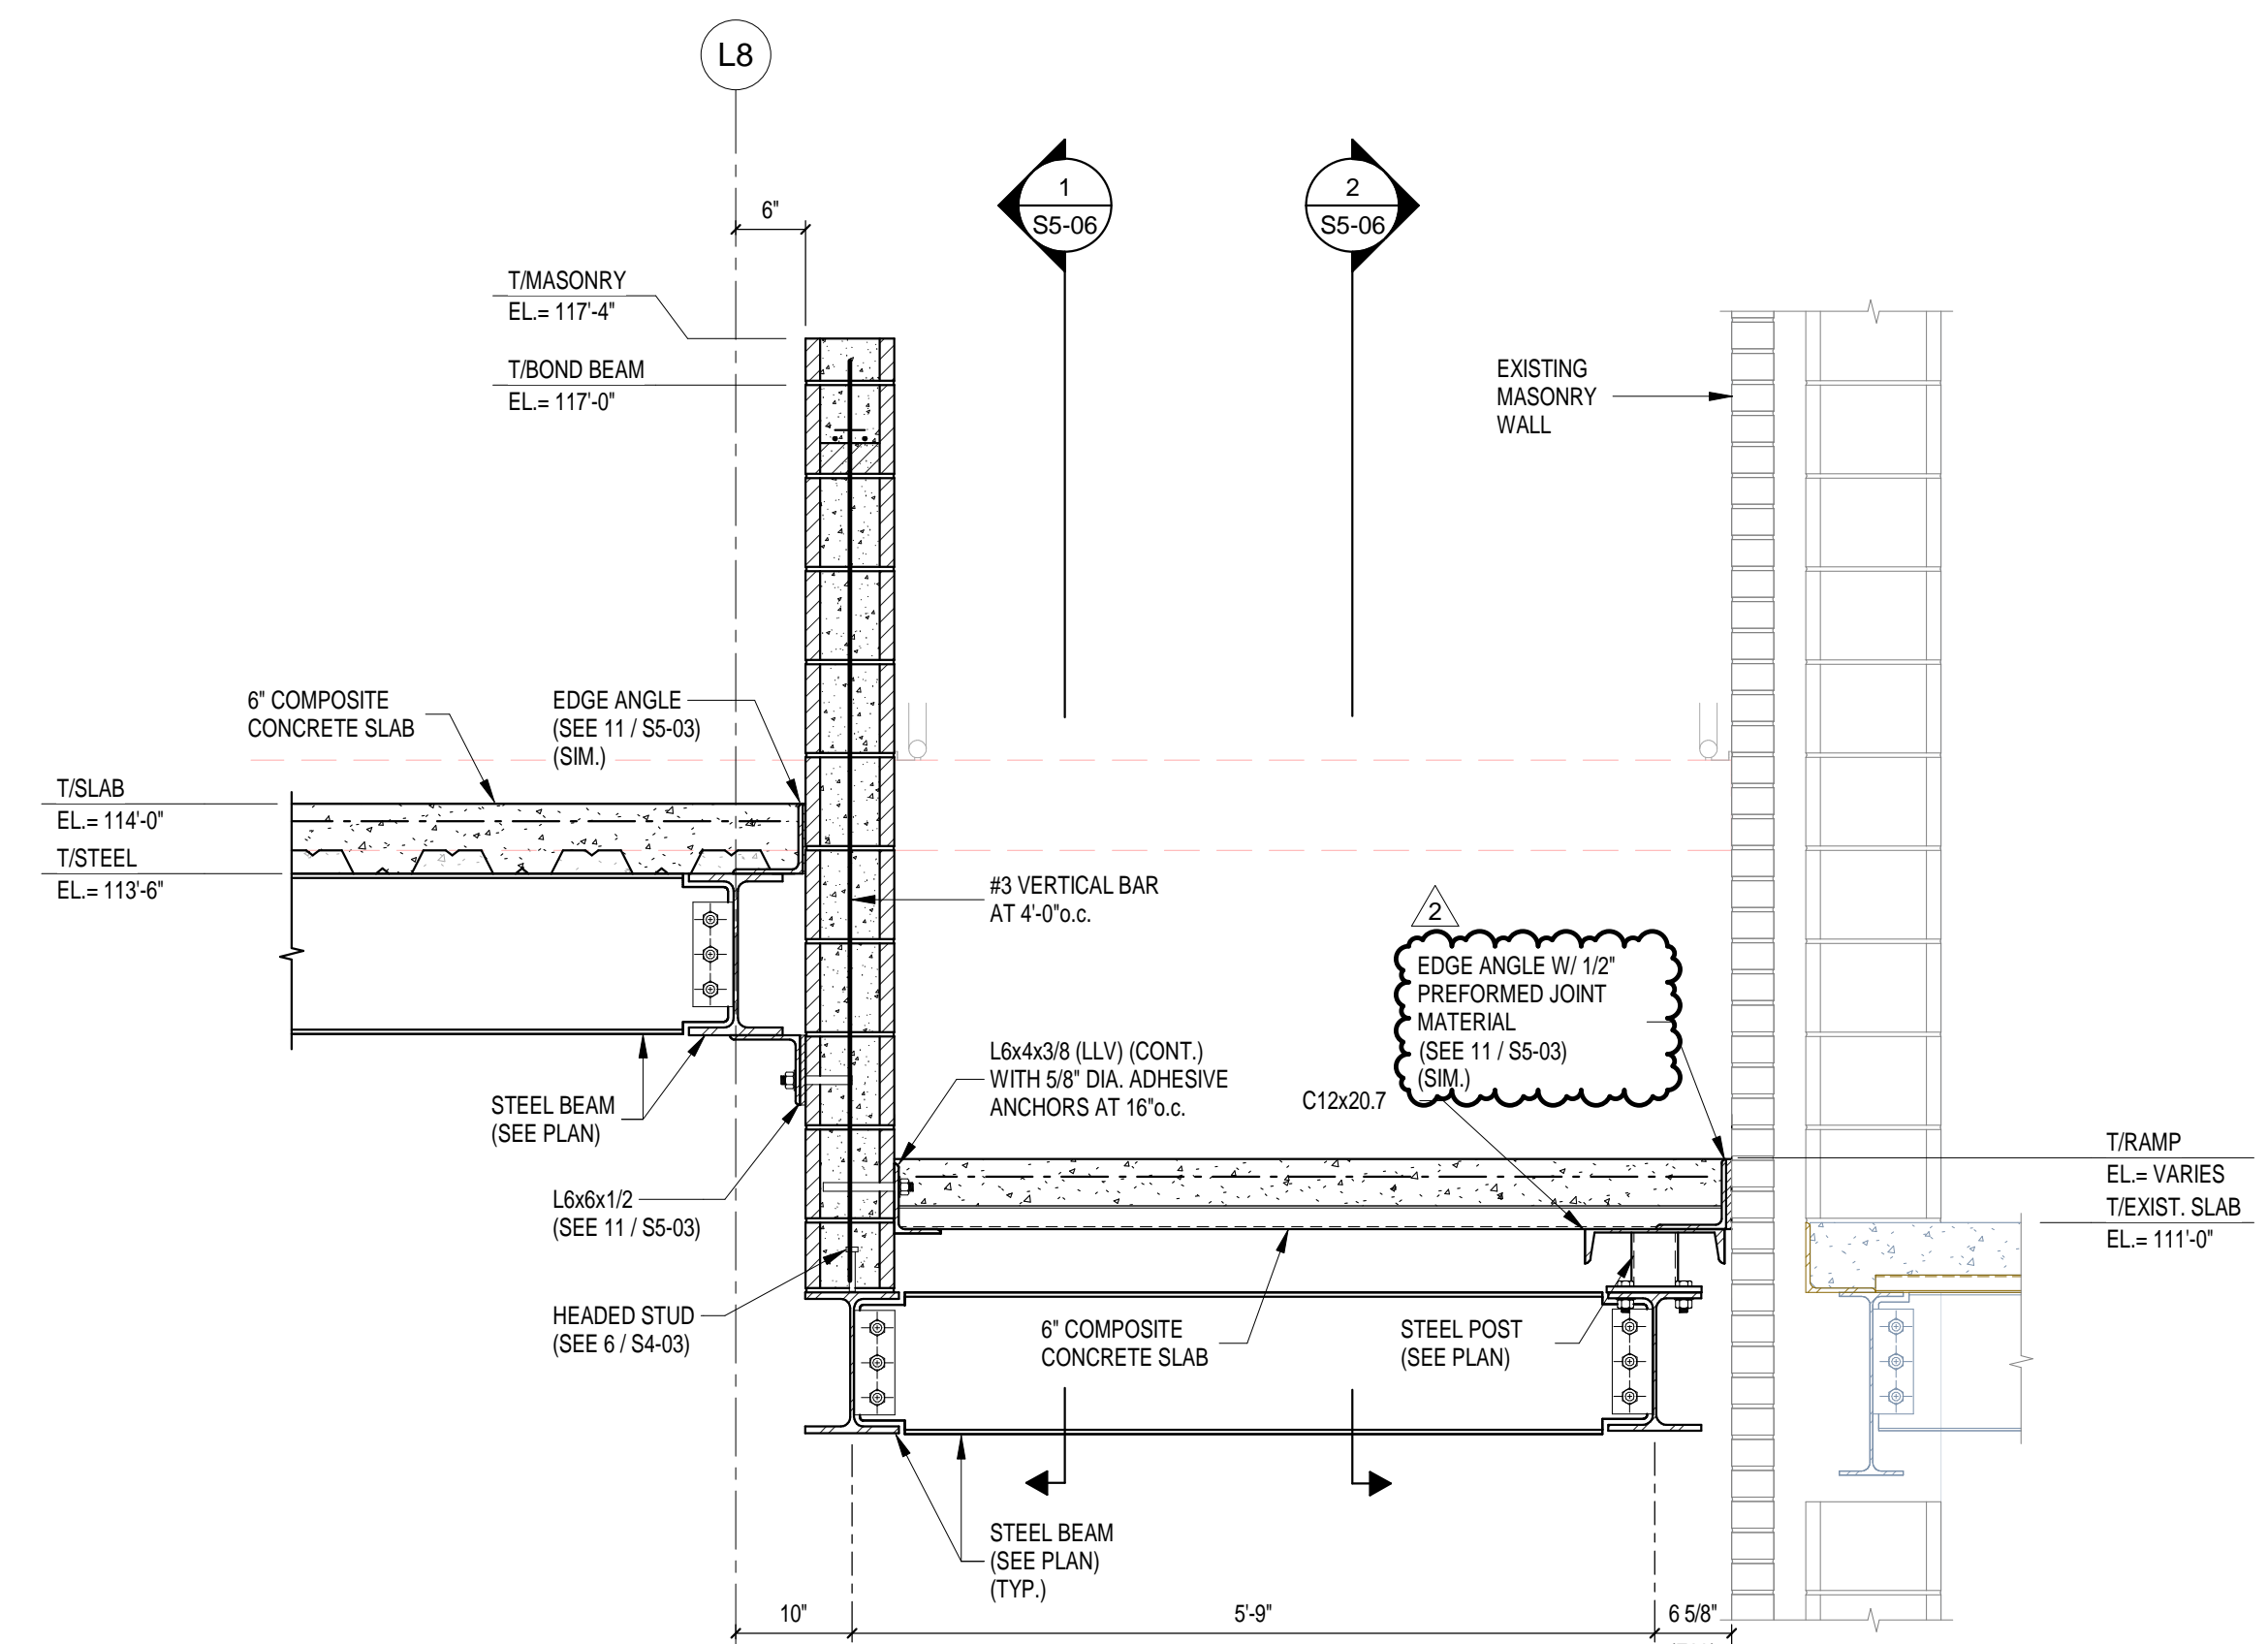 L8
1
S5-06
2
S5-06
6"
T/MASONRY
EL.= 117'-4"
T/BOND BEAM
EL.= 117'-0"
EXISTING
MASONRY
WALL
6" COMPOSITE
CONCRETE SLAB
EDGE ANGLE
(SEE 11 / S5-03)
(SIM.)
T/SLAB
EL.= 114'-0"
T/STEEL
EL.= 113'-6"
#3 VERTICAL BAR
AT 4'-0"o.c.
2
EDGE ANGLE W/ 1/2"
PREFORMED JOINT
MATERIAL
(SEE 11 / S5-03)
(SIM.)
L6x4x3/8 (LLV) (CONT.)
WITH 5/8" DIA. ADHESIVE
ANCHORS AT 16"o.c.
C12x20.7
STEEL BEAM
(SEE PLAN)
T/RAMP
EL.= VARIES
T/EXIST. SLAB
EL.= 111'-0"
L6x6x1/2
(SEE 11 / S5-03)
HEADED STUD
(SEE 6 / S4-03)
6" COMPOSITE
CONCRETE SLAB
STEEL POST
(SEE PLAN)
STEEL BEAM
(SEE PLAN)
(TYP.)
10"
5'-9"
6 5/8"